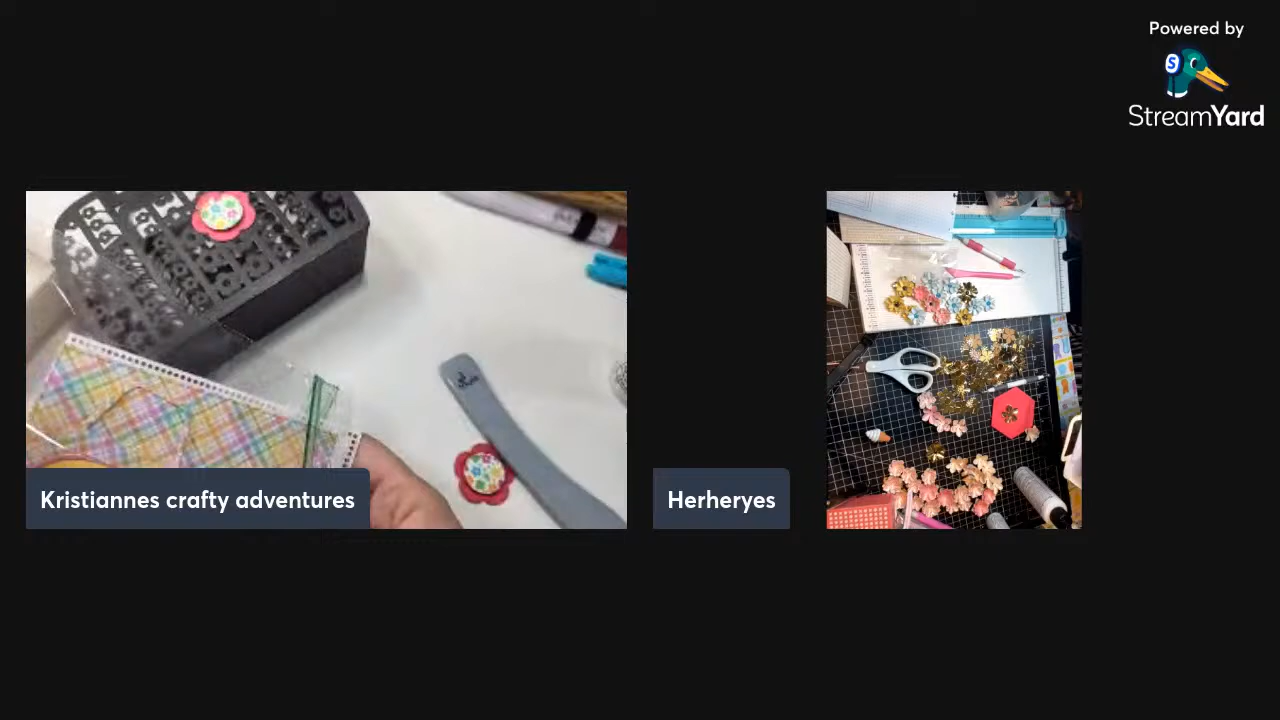 Powered by
S
StreamYard
Kristiannes crafty adventures
Herheryes